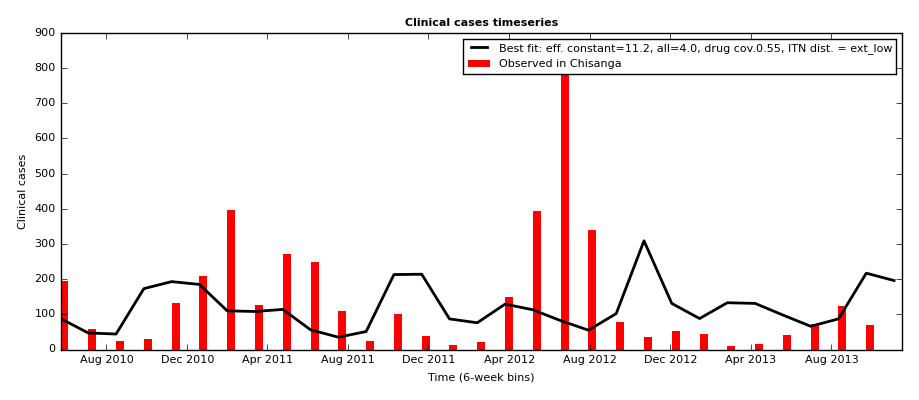 Clinical cases timeseries
900
800
700
600
500
400
300
200
100
0
Clinical cases
Best fit: eff. constant=11.2, all=4.0, drug cov.0.55, ITN dist. = ext_low
Observed in Chisanga
Aug 2010 Dec 2010 Apr 2011 Aug 2011 Dec 2011 Apr 2012 Aug 2012 Dec 2012 Apr 2013 Aug 2013
Time (6-week bins)